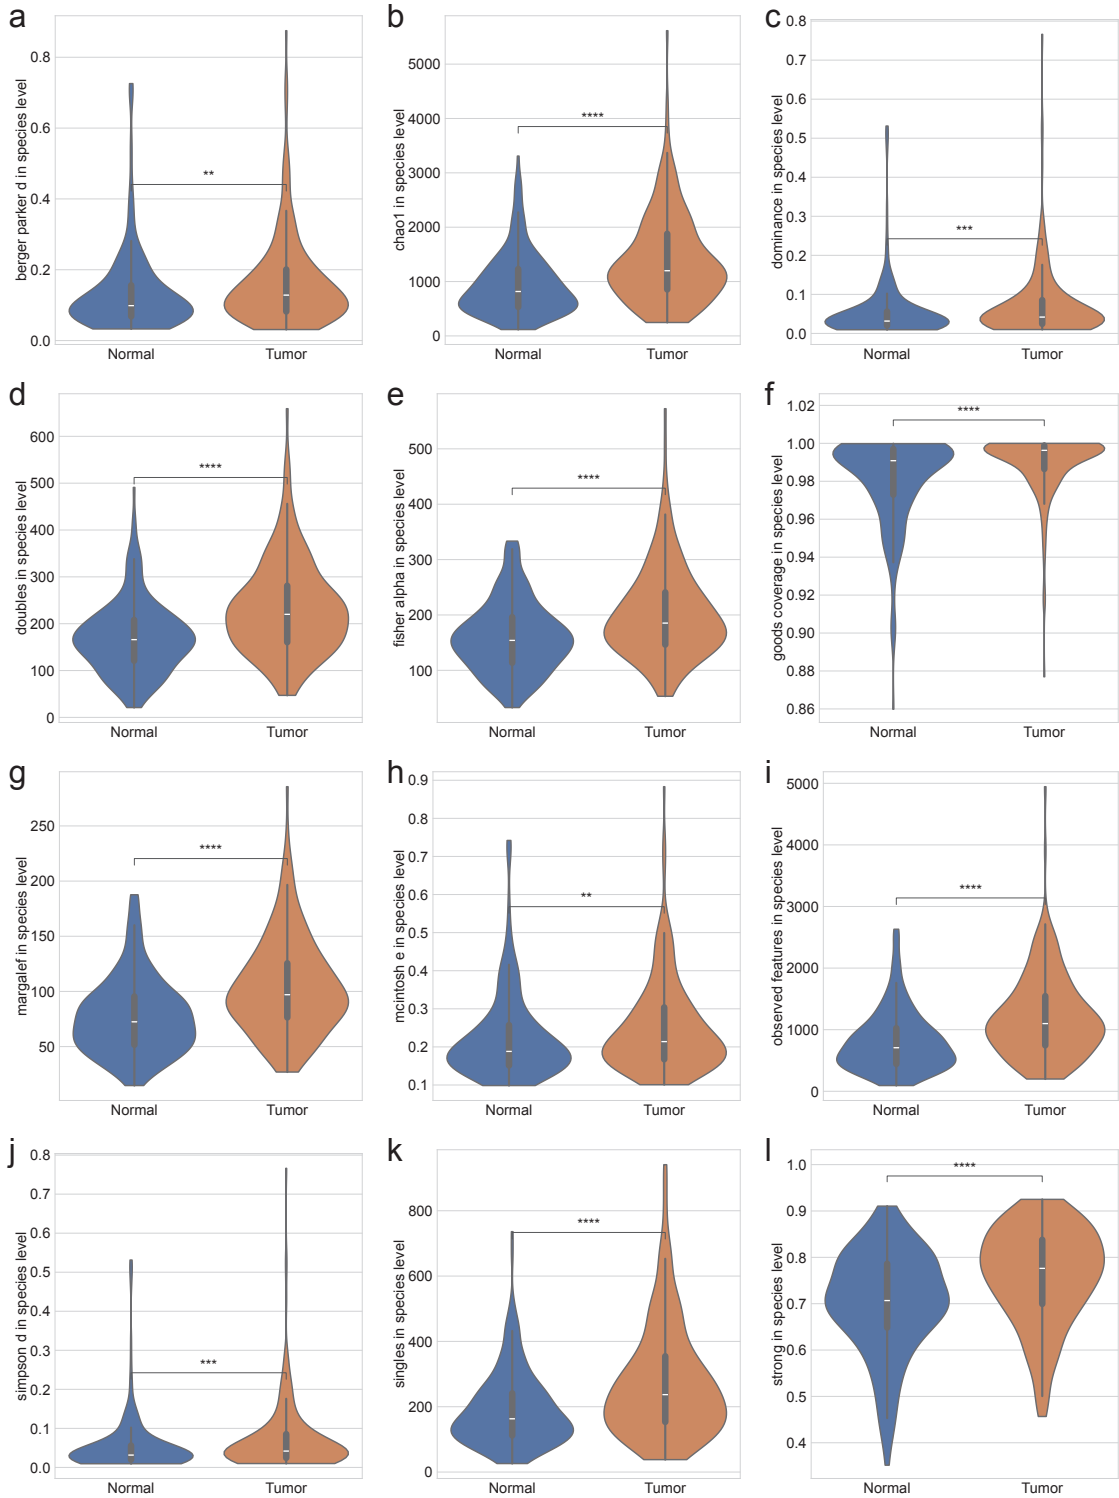 a
berger parker d in species level
0.8
0.6
0.4
0.2
0.0
**
Normal Tumor
b
chao1 in species level
5000
4000
3000
2000
1000
0
****
Normal Tumor
c
dominance in species level
0.8
0.7
0.6
0.5
0.4
0.3
0.2
0.1
0.0
***
Normal Tumor
d
doubles in species level
600
500
400
300
200
100
0
****
Normal Tumor
e
fisher alpha in species level
500
400
300
200
100
****
Normal Tumor
f
goods coverage in species level
1.02
1.00
0.98
0.96
0.94
0.92
0.90
0.88
0.86
****
Normal Tumor
g
margalef in species level
250
200
150
100
50
****
Normal Tumor
h
mcintosh e in species level
0.9
0.8
0.7
0.6
0.5
0.4
0.3
0.2
0.1
**
Normal Tumor
i
observed features in species level
5000
4000
3000
2000
1000
0
****
Normal Tumor
j
simpson d in species level
0.8
0.7
0.6
0.5
0.4
0.3
0.2
0.1
0.0
***
Normal Tumor
k
singles in species level
800
600
400
200
0
****
Normal Tumor
l
strong in species level
1.0
0.9
0.8
0.7
0.6
0.5
0.4
****
Normal Tumor